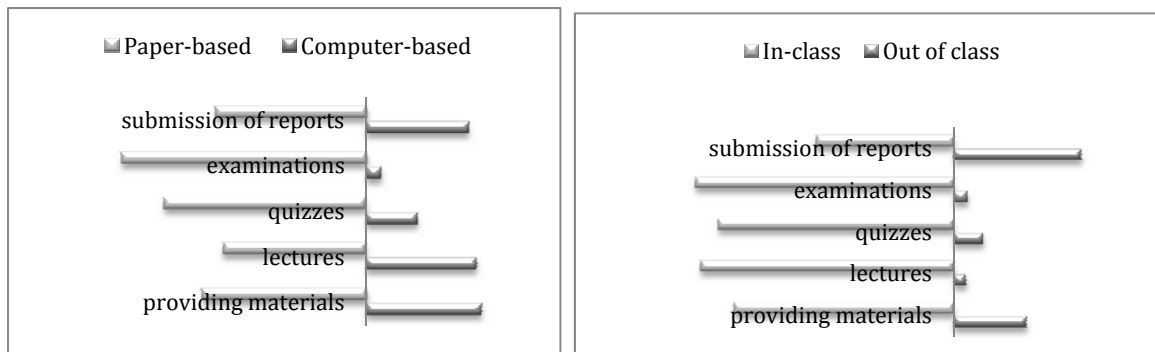 Paper-based Computer-based
submission of reports
examinations
quizzes
lectures
providing materials
In-class Out of class
submission of reports
examinations
quizzes
lectures
providing materials